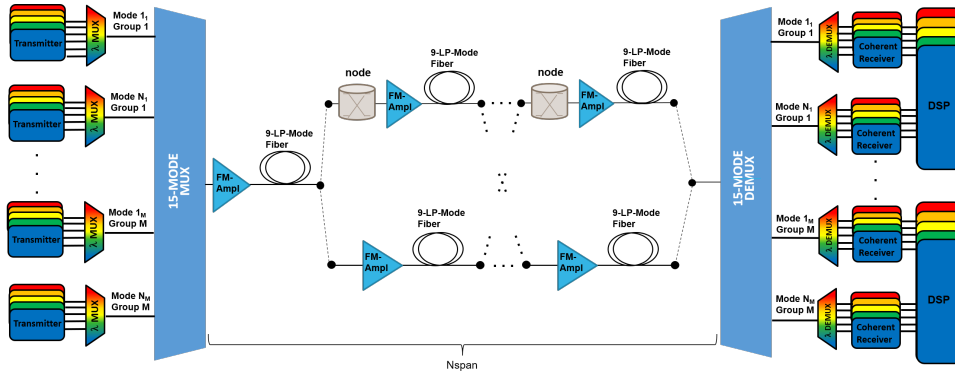 Transmitter
λ MUX
Mode 1₁
Group 1
Transmitter
λ MUX
Mode N₁
Group 1
Transmitter
λ MUX
Mode 1M
Group M
Transmitter
λ MUX
Mode NM
Group M
15-MODE
MUX
FM-
Ampl
9-LP-Mode
Fiber
node
FM-
Ampl
9-LP-Mode
Fiber
node
FM-
Ampl
9-LP-Mode
Fiber
FM-
Ampl
9-LP-Mode
Fiber
FM-
Ampl
9-LP-Mode
Fiber
Nspan
15-MODE
DEMUX
Mode 1₁
Group 1
λ DEMUX
Coherent
Receiver
Mode N₁
Group 1
λ DEMUX
Coherent
Receiver
DSP
Mode 1M
Group M
λ DEMUX
Coherent
Receiver
Mode NM
Group M
λ DEMUX
Coherent
Receiver
DSP